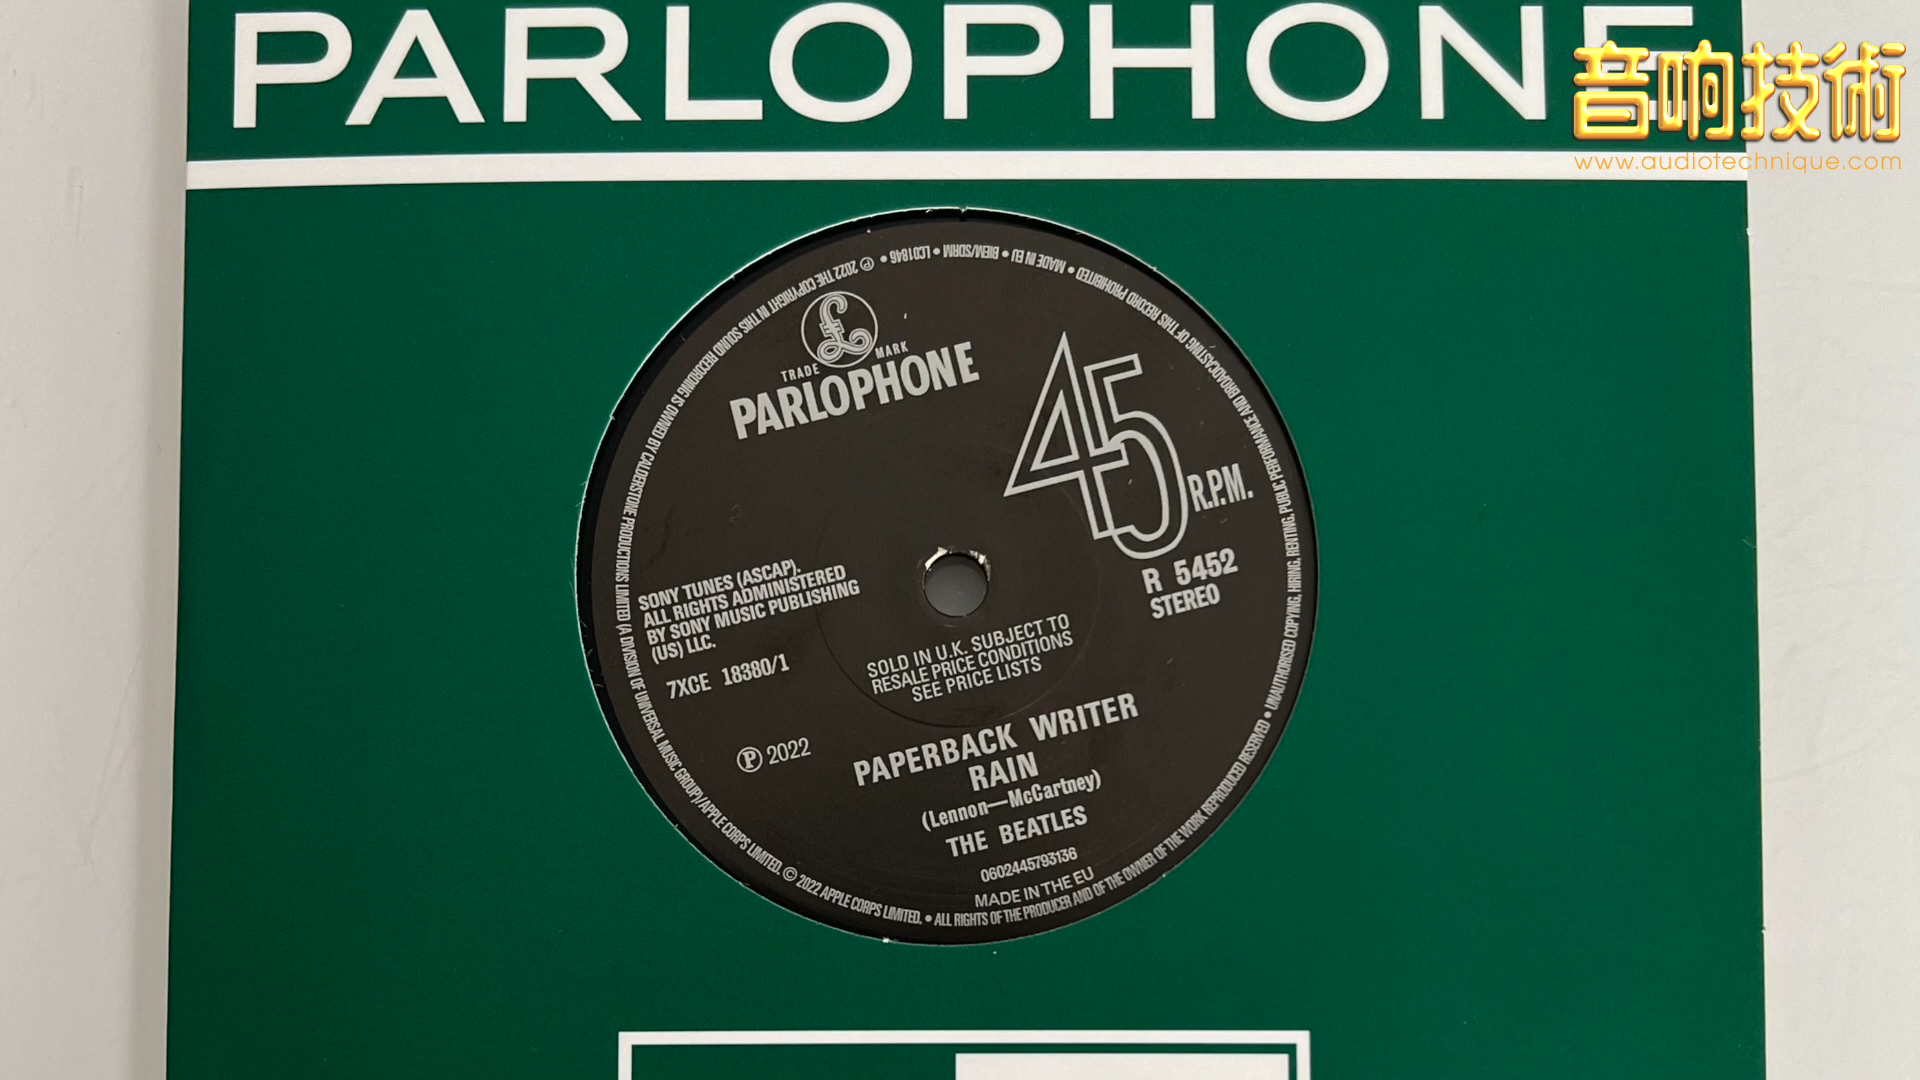 PARLOPHONE
音响技術
www.audiotechnique.com
℗ 2022 THE COPYRIGHT IN THIS SOUND RECORDING IS OWNED BY CALDERSTONE PRODUCTIONS LIMITED (A DIVISION OF UNIVERSAL MUSIC GROUP)/APPLE CORPS LIMITED. © 2022 APPLE CORPS LIMITED. • ALL RIGHTS OF THE PRODUCER AND OF THE OWNER OF THE WORK REPRODUCED RESERVED • UNAUTHORISED COPYING, HIRING, RENTING, PUBLIC PERFORMANCE AND BROADCASTING OF THIS RECORD PROHIBITED • MADE IN EU • BIEM/SDRM • LC01846 •
£
TRADE MARK
PARLOPHONE
45 R.P.M.
R 5452
STEREO
SONY TUNES (ASCAP).
ALL RIGHTS ADMINISTERED
BY SONY MUSIC PUBLISHING
(US) LLC.
7XCE 18380/1
SOLD IN U.K. SUBJECT TO
RESALE PRICE CONDITIONS
SEE PRICE LISTS
℗ 2022
PAPERBACK WRITER
RAIN
(Lennon—McCartney)
THE BEATLES
0602445793136
MADE IN THE EU